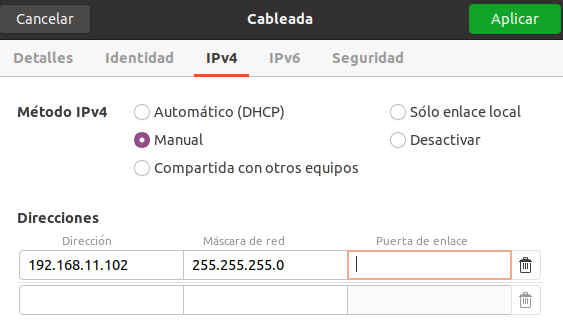 Cancelar Cableada Aplicar
Detalles Identidad IPv4 IPv6 Seguridad
Método IPv4 Automático (DHCP) Sólo enlace local
Manual Desactivar
Compartida con otros equipos
Direcciones
Dirección Máscara de red Puerta de enlace
192.168.11.102 255.255.255.0